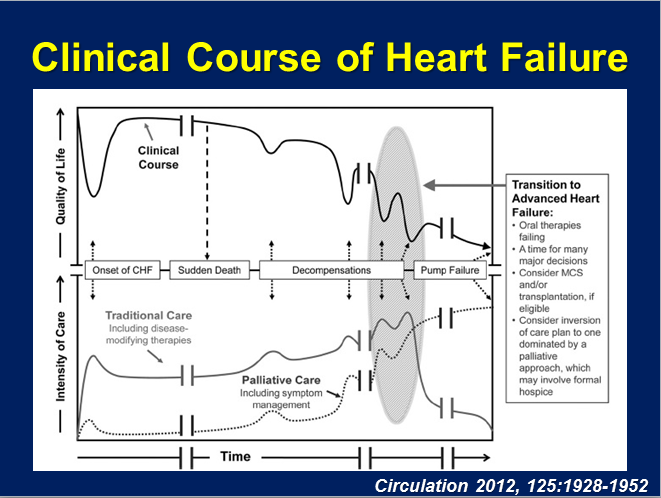 Clinical Course of Heart Failure
Quality of Life
Clinical
Course
Transition to
Advanced Heart
Failure:
• Oral therapies
failing
• A time for many
major decisions
• Consider MCS
and/or
transplantation, if
eligible
• Consider inversion
of care plan to one
dominated by a
palliative
approach, which
may involve formal
hospice
Onset of CHF
Sudden Death
Decompensations
Pump Failure
Intensity of Care
Traditional Care
Including disease-
modifying therapies
Palliative Care
Including symptom
management
Time
Circulation 2012, 125:1928-1952